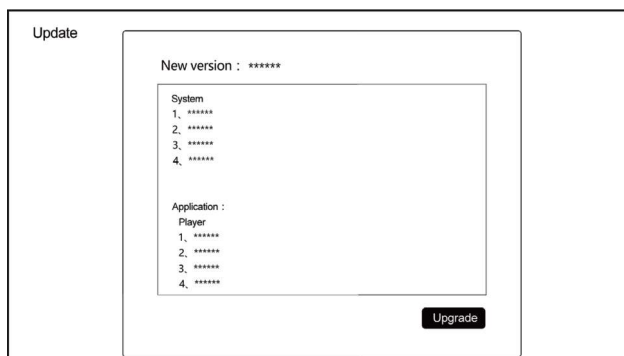 Update
New version： ******
System
1、******
2、******
3、******
4、******
Application：
Player
1、******
2、******
3、******
4、******
Upgrade